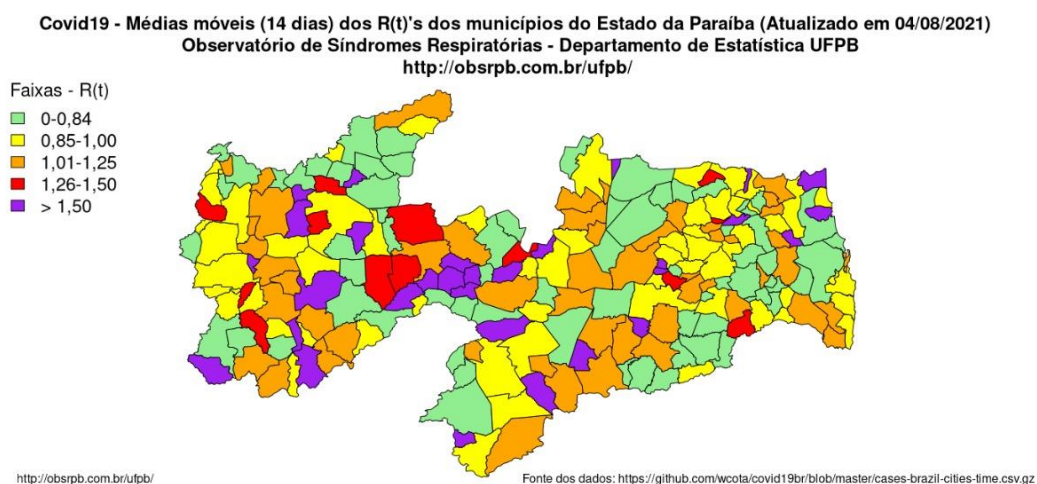 Covid19 - Médias móveis (14 dias) dos R(t)'s dos municípios do Estado da Paraíba (Atualizado em 04/08/2021)
Observatório de Síndromes Respiratórias - Departamento de Estatística UFPB
http://obsrpb.com.br/ufpb/
Faixas - R(t)
0-0,84
0,85-1,00
1,01-1,25
1,26-1,50
> 1,50
http://obsrpb.com.br/ufpb/
Fonte dos dados: https://github.com/wcota/covid19br/blob/master/cases-brazil-cities-time.csv.gz